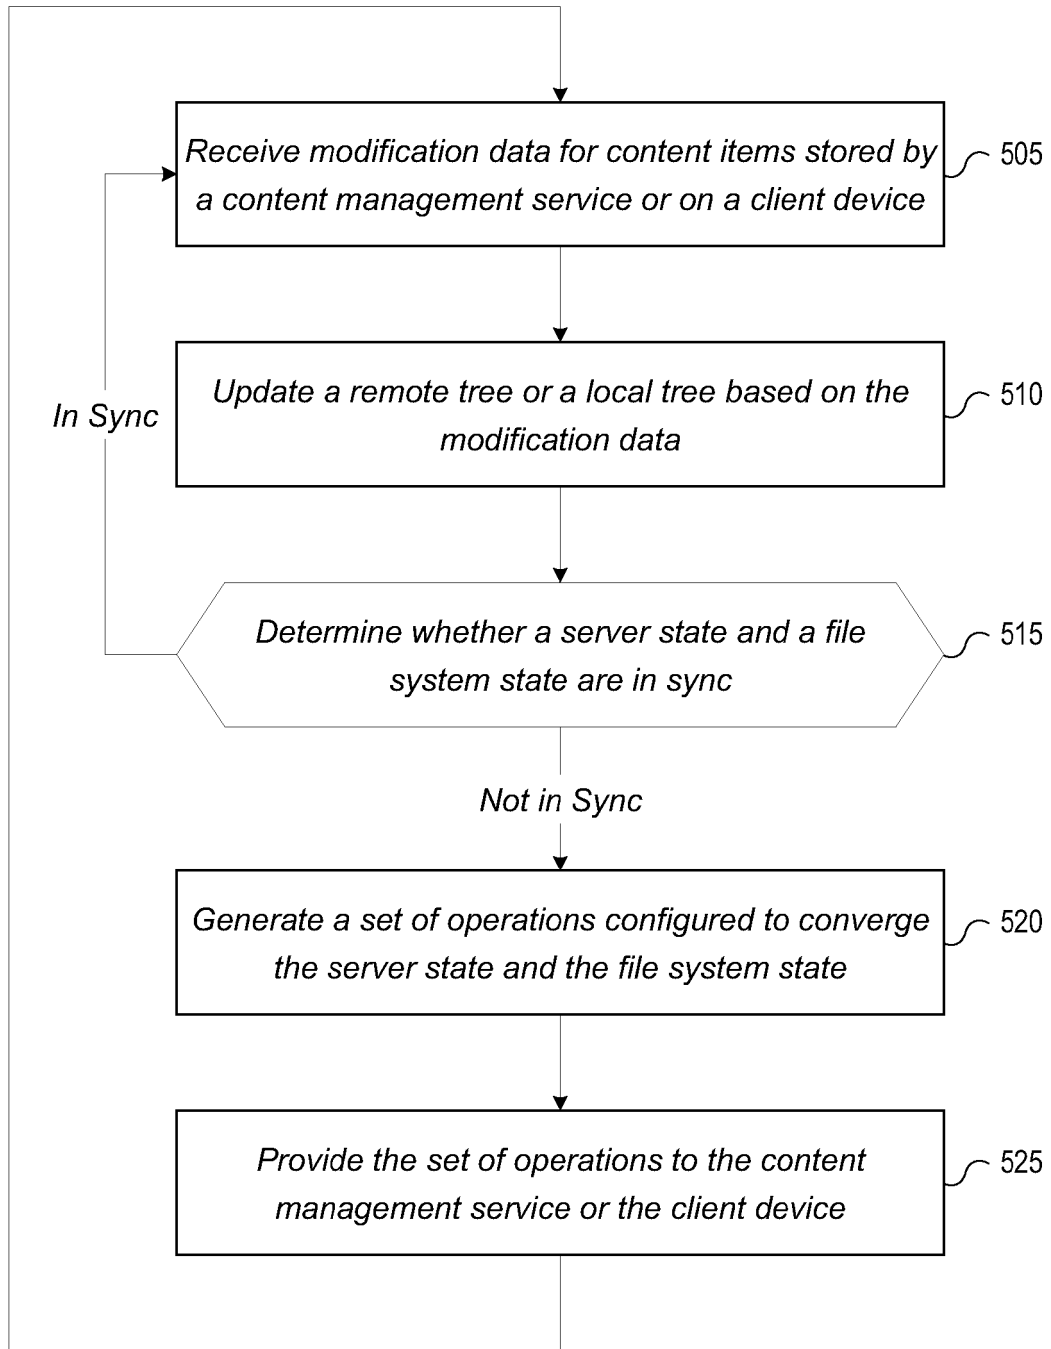 Receive modification data for content items stored by
a content management service or on a client device
505
Update a remote tree or a local tree based on the
modification data
510
In Sync
Determine whether a server state and a file
system state are in sync
515
Not in Sync
Generate a set of operations configured to converge
the server state and the file system state
520
Provide the set of operations to the content
management service or the client device
525